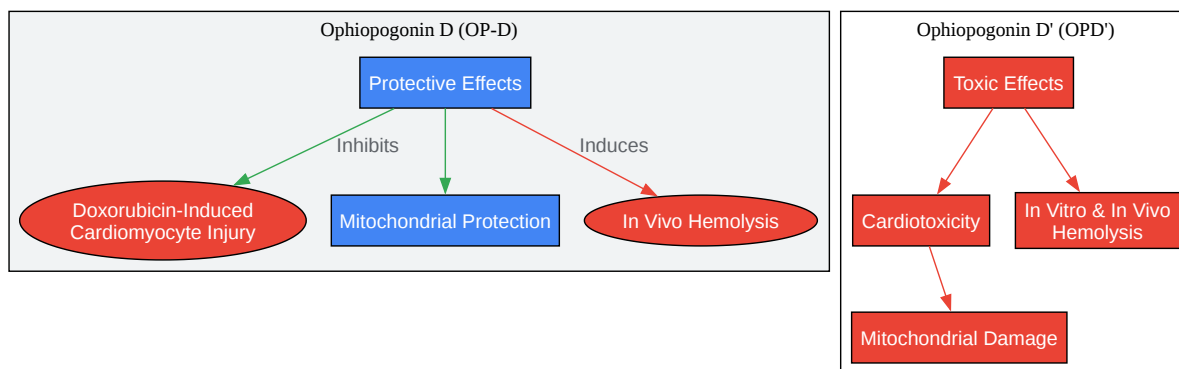 Ophiopogonin D (OP-D)
Protective Effects
Inhibits
Induces
Doxorubicin-Induced
Cardiomyocyte Injury
Mitochondrial Protection
In Vivo Hemolysis
Ophiopogonin D' (OPD')
Toxic Effects
Cardiotoxicity
In Vitro & In Vivo
Hemolysis
Mitochondrial Damage